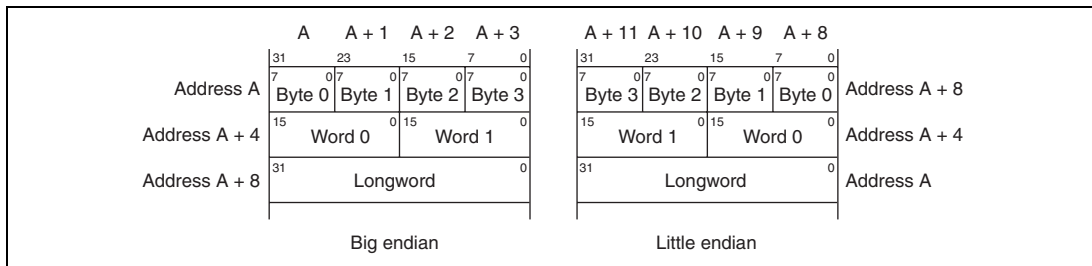 A A + 1 A + 2 A + 3 A + 11 A + 10 A + 9 A + 8
31 23 15 7 0 31 23 15 7 0
7 0 7 0 7 0 7 0 7 0 7 0 7 0 7 0
Address A Byte 0 Byte 1 Byte 2 Byte 3 Byte 3 Byte 2 Byte 1 Byte 0 Address A + 8
15 0 15 0 15 0 15 0
Address A + 4 Word 0 Word 1 Word 1 Word 0 Address A + 4
31 0 31 0
Address A + 8 Longword Longword Address A
Big endian Little endian